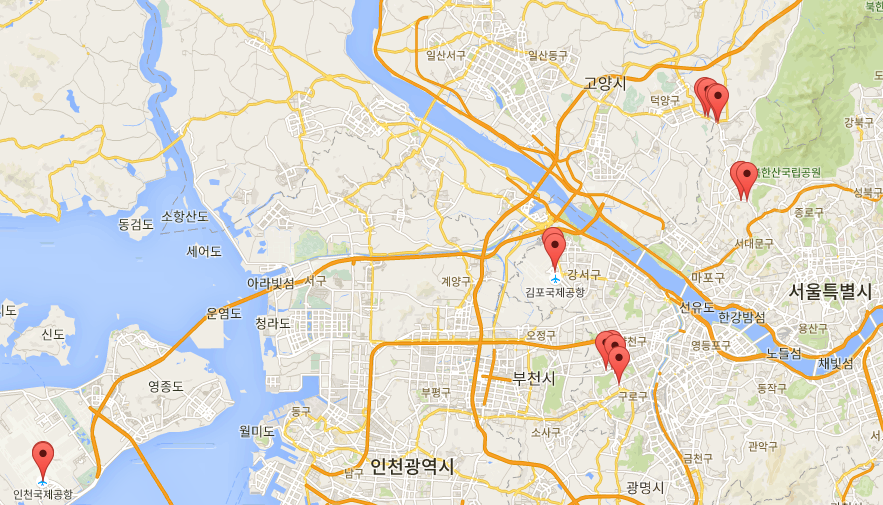 북한
일산서구
일산동구
고양시
덕양구
도
강북구
북한산국립공원
성북구
종로구
서대문구
동검도
소항산도
세어도
아라빛섬
서구
계양구
강서구
김포국제공항
마포구
서울특별시
선유도
한강밤섬
용산구
신도
운염도
청라도
오정구
양천구
영등포구
노들섬
채빛섬
영종도
부평구
부천시
구로구
동작구
동구
월미도
소사구
관악구
서
금천구
인천광역시
남구
광명시
인천국제공항